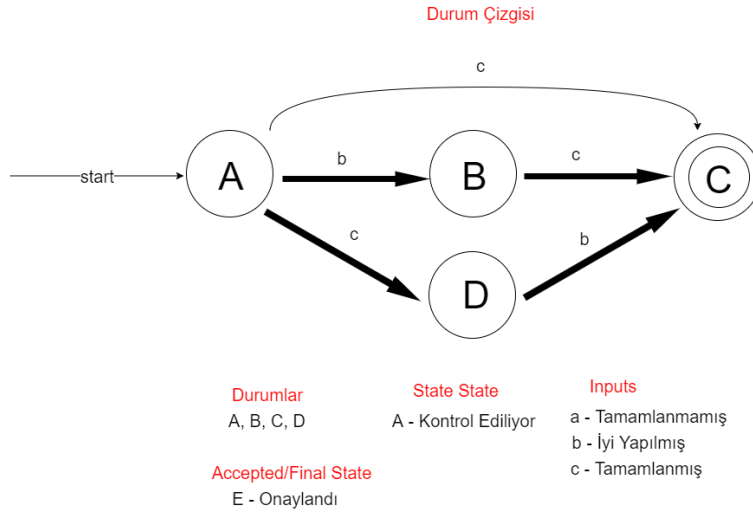 Durum Çizgisi
c
start
A
b
B
c
C
c
D
b
Durumlar
A, B, C, D
State State
A - Kontrol Ediliyor
Inputs
a - Tamamlanmamış
b - İyi Yapılmış
c - Tamamlanmış
Accepted/Final State
E - Onaylandı